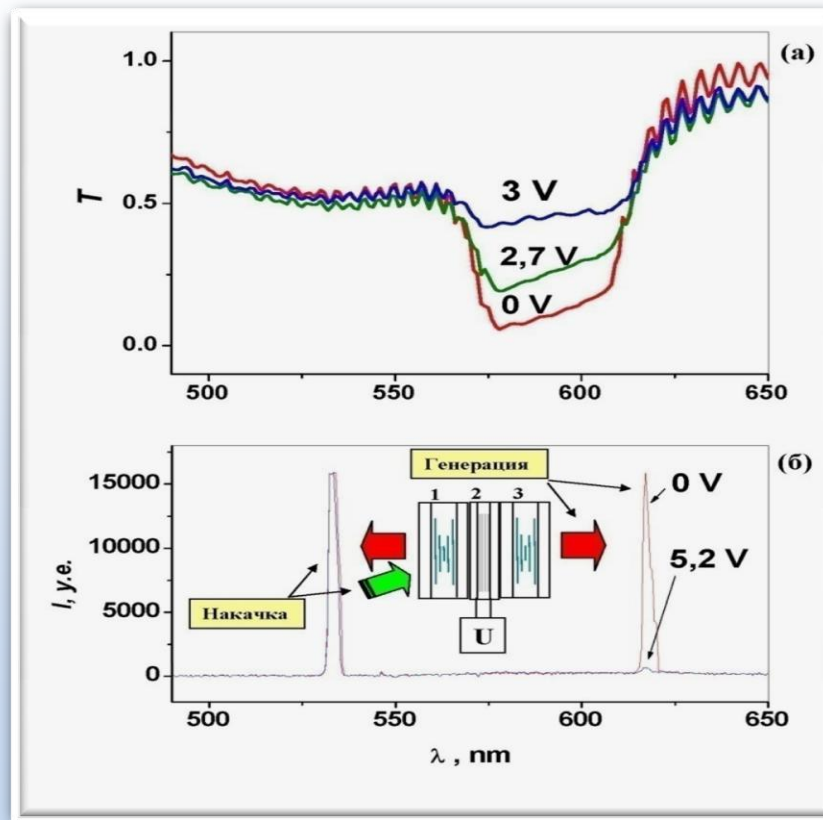 (а)
1.0
0.5
0.0
T
3 V
2,7 V
0 V
500 550 600 650
(б)
15000
10000
5000
0
I, у.е.
Генерация
1 2 3
0 V
5,2 V
Накачка
U
500 550 600 650
λ , nm